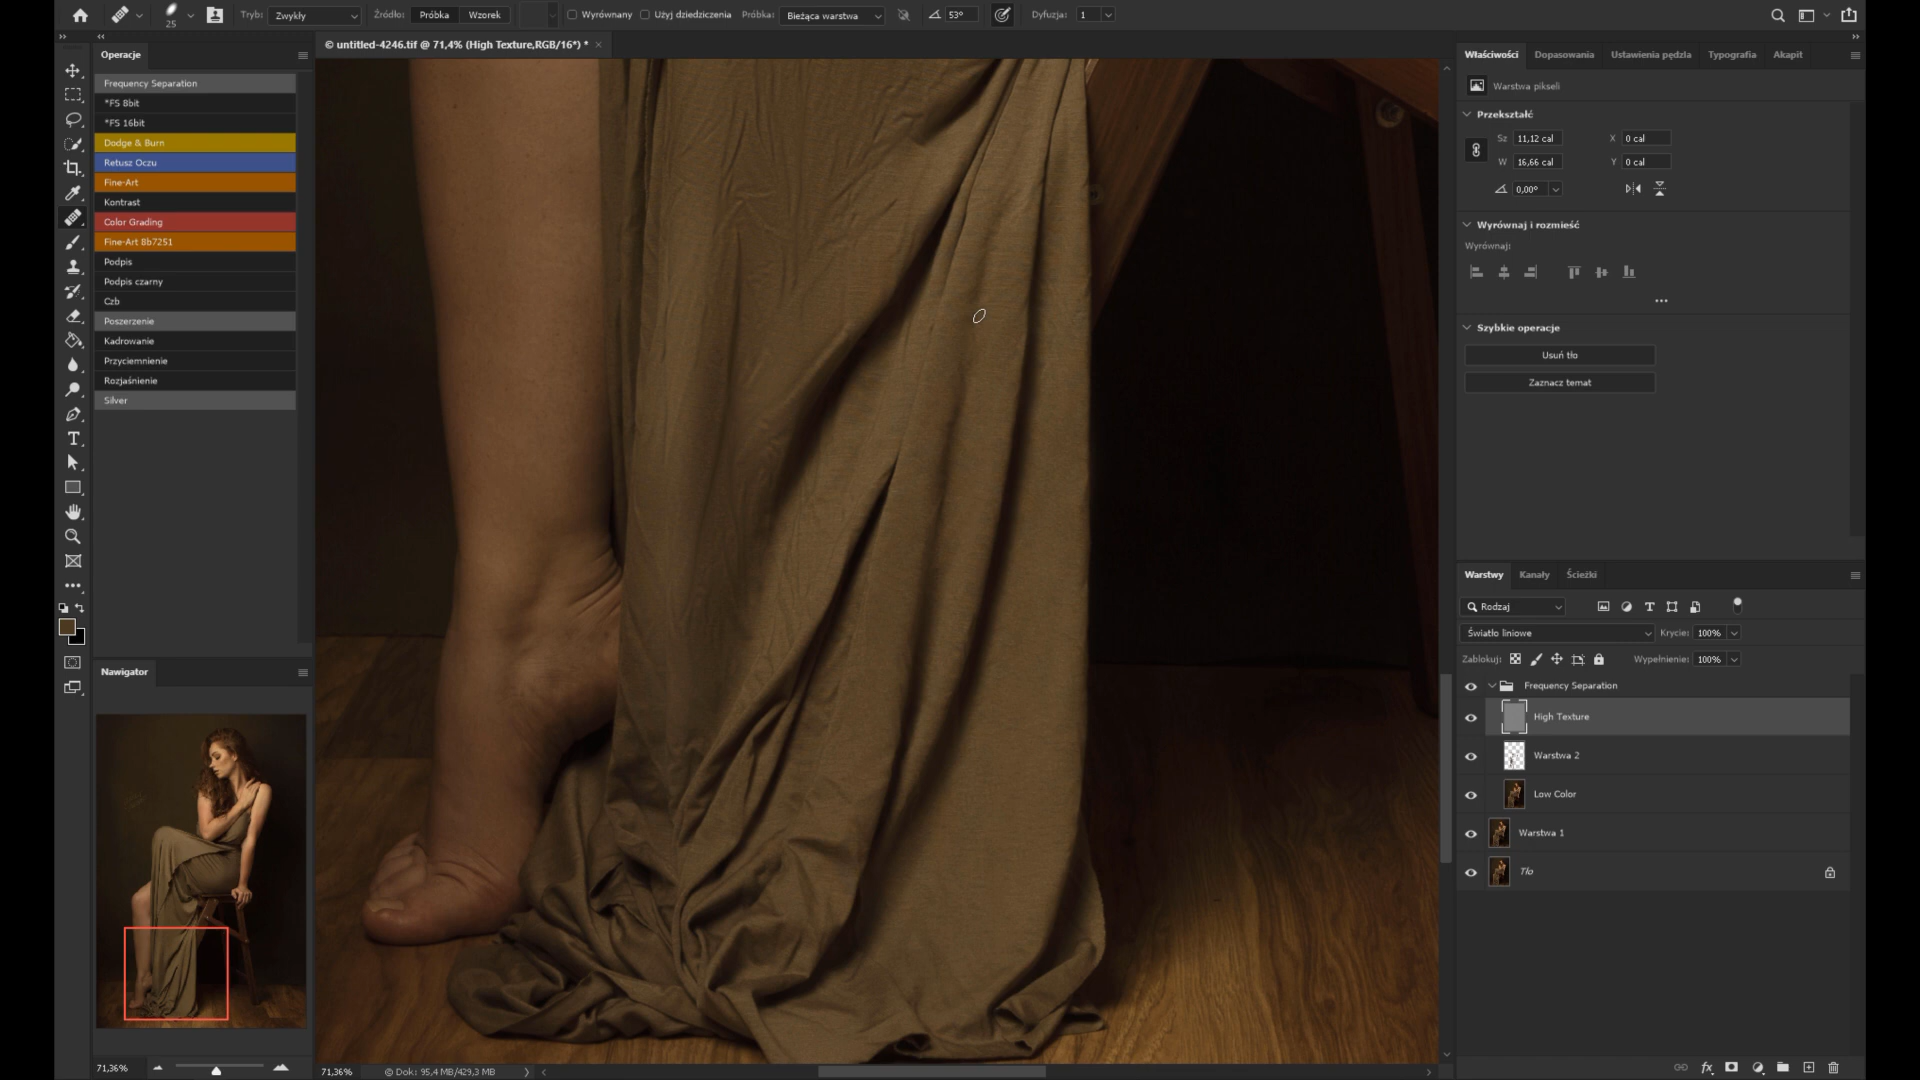 25
Tryb: Zwykły
Źródło: Próbka Wzorek
Wyrównany
Użyj dziedziczenia
Próbka: Bieżąca warstwa
53°
Dyfuzja: 1
Operacje
© untitled-4246.tif @ 71,4% (High Texture,RGB/16*) *
Frequency Separation
*FS 8bit
*FS 16bit
Dodge & Burn
Retusz Oczu
Fine-Art
Kontrast
Color Grading
Fine-Art 8b7251
Podpis
Podpis czarny
Czb
Poszerzenie
Kadrowanie
Przyciemnienie
Rozjaśnienie
Silver
Nawigator
71,36%
71,36%
© Dok: 95,4 MB/429,3 MB
Właściwości Dopasowania Ustawienia pędzla Typografia Akapit
Warstwa pikseli
Przekształć
Sz 11,12 cal X 0 cal
W 16,66 cal Y 0 cal
0,00°
Wyrównaj i rozmieść
Wyrównaj:
Szybkie operacje
Usuń tło
Zaznacz temat
Warstwy Kanały Ścieżki
Rodzaj
Światło liniowe Krycie: 100%
Zablokuj: Wypełnienie: 100%
Frequency Separation
High Texture
Warstwa 2
Low Color
Warstwa 1
Tło